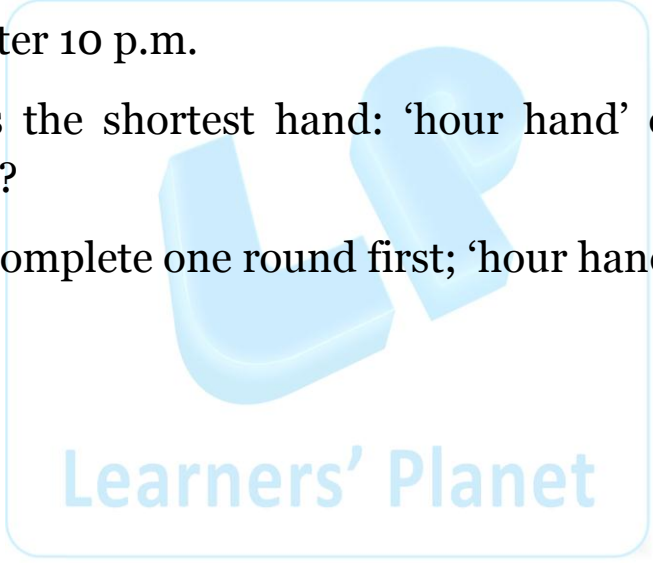 ter 10 p.m.
s the shortest hand: ‘hour hand’
?
omplete one round first; ‘hour han
Learners’ Planet